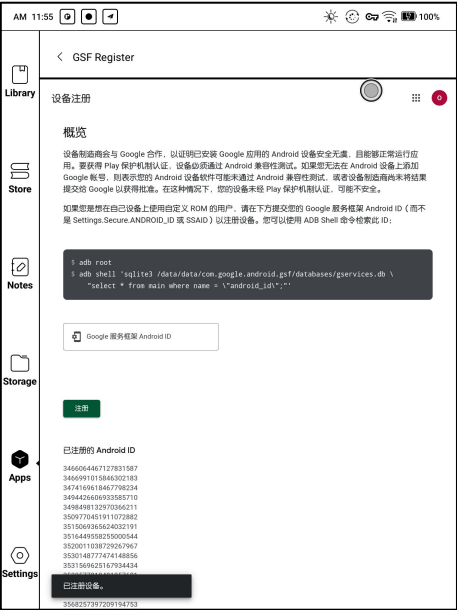 AM 11:55
100%
GSF Register
Library
设备注册
O
概览
设备制造商会与 Google 合作，以证明已安装 Google 应用的 Android 设备安全无虞，且能够正常运行应
用。要获得 Play 保护机制认证，设备必须通过 Android 兼容性测试。如果您无法在 Android 设备上添加
Google 帐号，则表示您的 Android 设备软件可能未通过 Android 兼容性测试，或者设备制造商尚未将结果
提交给 Google 以获得批准。在这种情况下，您的设备未经 Play 保护机制认证，可能不安全。
Store
如果您是想在自己设备上使用自定义 ROM 的用户，请在下方提交您的 Google 服务框架 Android ID（而不
是 Settings.Secure.ANDROID_ID 或 SSAID）以注册设备。您可以使用 ADB Shell 命令检索此 ID：
$ adb root
$ adb shell 'sqlite3 /data/data/com.google.android.gsf/databases/gservices.db \
"select * from main where name = \"android_id\";"'
Notes
Google 服务框架 Android ID
Storage
注册
已注册的 Android ID
Apps
3466064467127831587
3466991015846302183
3474169618467798234
3494426606933585710
3498498132970366211
3509770451911072882
3515069365624032191
3516449558255000544
3520011038729267967
3530148777474148856
3531569625167934434
Settings
已注册设备。
3568257397209194753